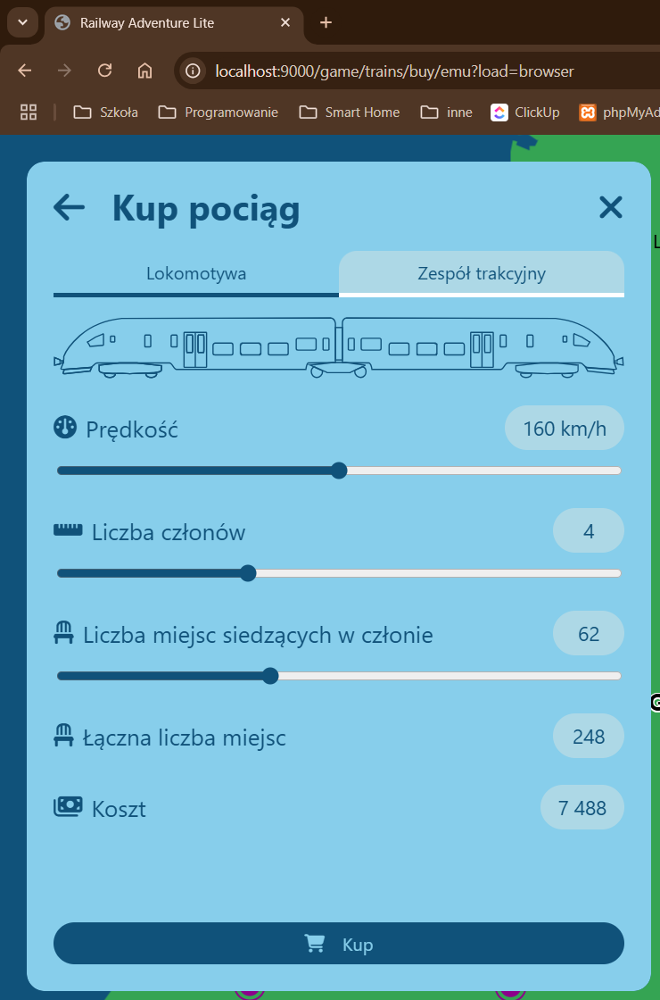 Railway Adventure Lite
localhost:9000/game/trains/buy/emu?load=browser
Szkoła Programowanie Smart Home inne ClickUp phpMyAd
Kup pociąg
Lokomotywa Zespół trakcyjny
Prędkość 160 km/h
Liczba członów 4
Liczba miejsc siedzących w członie 62
Łączna liczba miejsc 248
Koszt 7 488
Kup